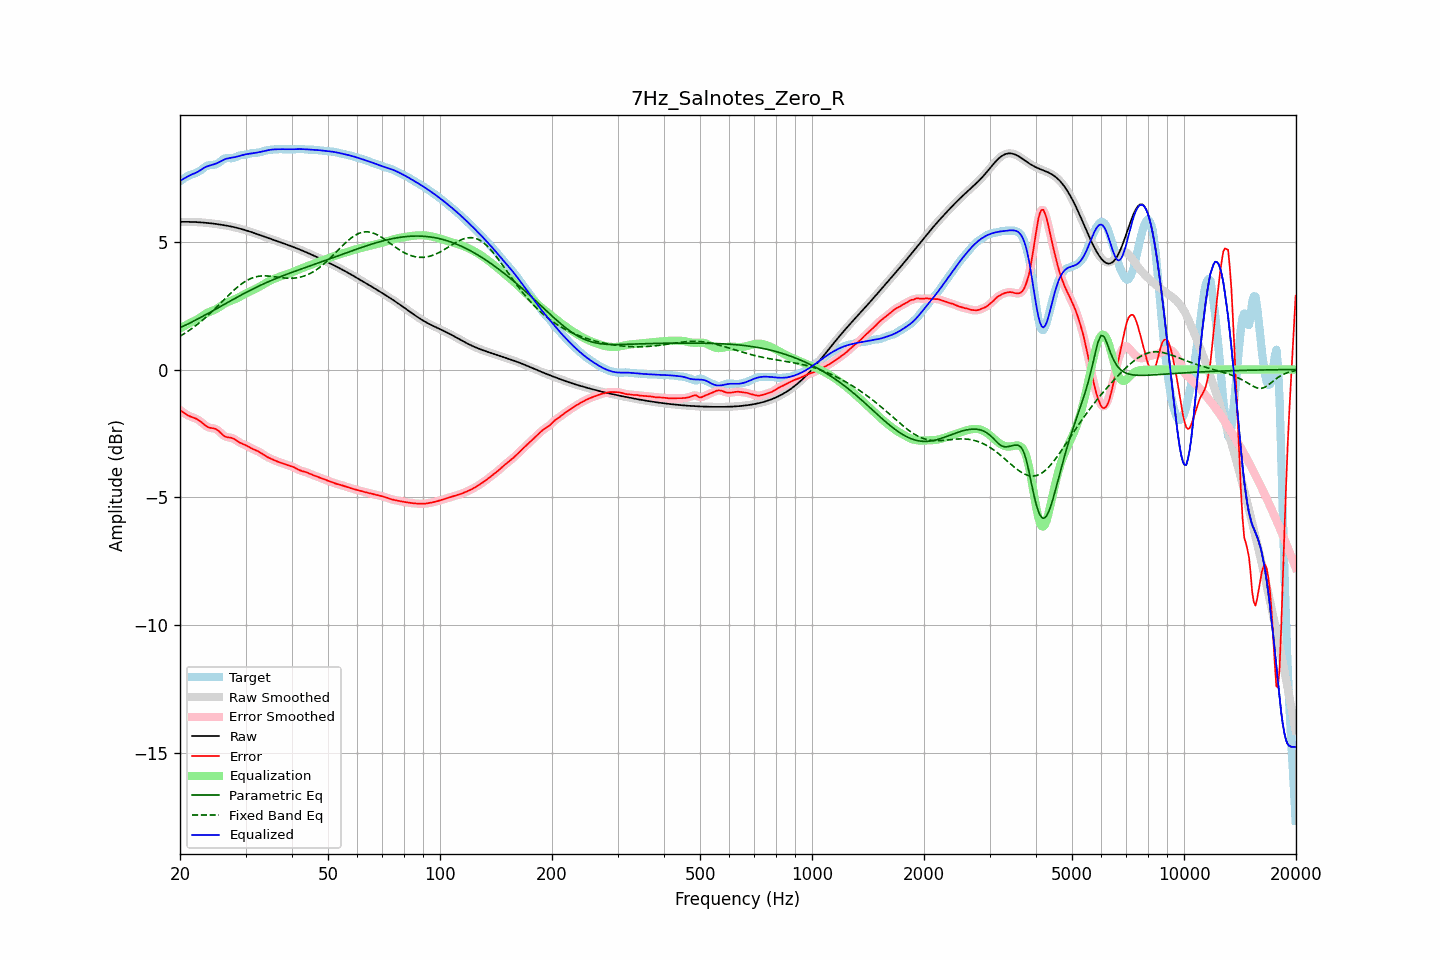 7Hz_Salnotes_Zero_R
Amplitude (dBr)
5
0
−5
−10
−15
Target
Raw Smoothed
Error Smoothed
Raw
Error
Equalization
Parametric Eq
Fixed Band Eq
Equalized
20 50 100 200 500 1000 2000 5000 10000 20000
Frequency (Hz)